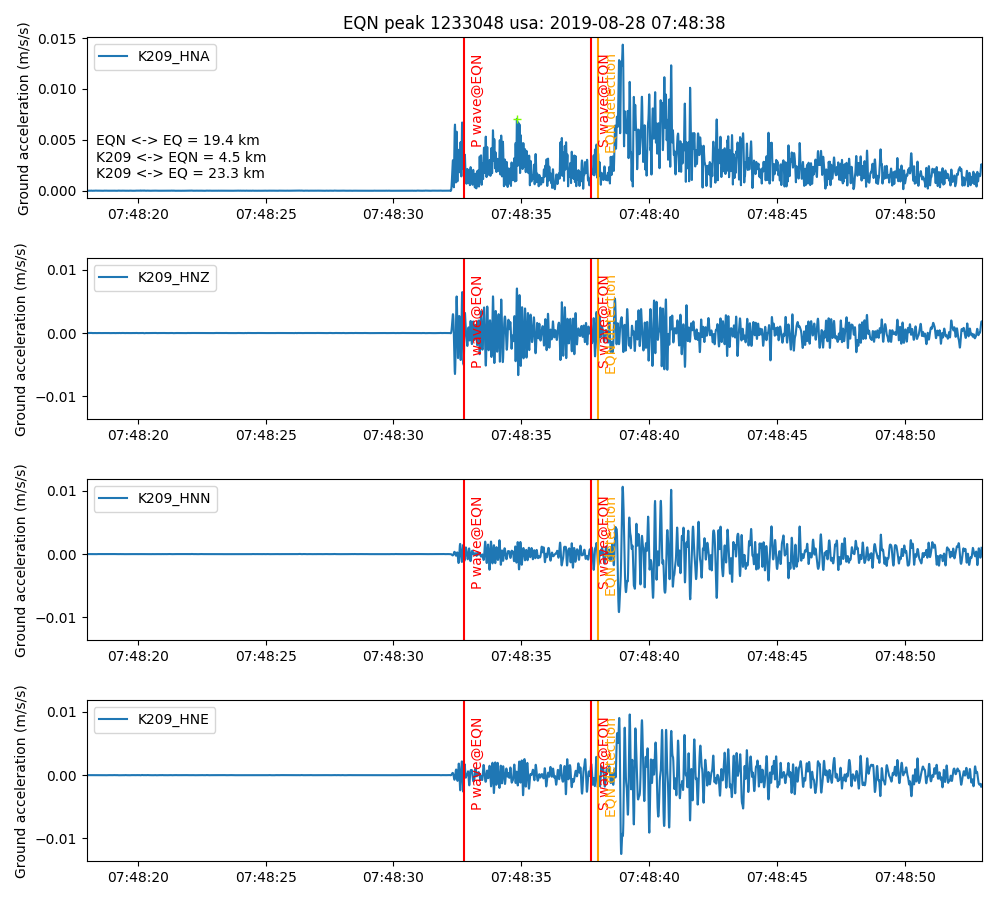 EQN peak 1233048 usa: 2019-08-28 07:48:38
Ground acceleration (m/s/s)
0.015
0.010
0.005
0.000
K209_HNA
EQN <-> EQ = 19.4 km
K209 <-> EQN = 4.5 km
K209 <-> EQ = 23.3 km
P wave@EQN
S wave@EQN
EQN detection
07:48:20 07:48:25 07:48:30 07:48:35 07:48:40 07:48:45 07:48:50
Ground acceleration (m/s/s)
0.01
0.00
−0.01
K209_HNZ
P wave@EQN
S wave@EQN
EQN detection
07:48:20 07:48:25 07:48:30 07:48:35 07:48:40 07:48:45 07:48:50
Ground acceleration (m/s/s)
0.01
0.00
−0.01
K209_HNN
P wave@EQN
S wave@EQN
EQN detection
07:48:20 07:48:25 07:48:30 07:48:35 07:48:40 07:48:45 07:48:50
Ground acceleration (m/s/s)
0.01
0.00
−0.01
K209_HNE
P wave@EQN
S wave@EQN
EQN detection
07:48:20 07:48:25 07:48:30 07:48:35 07:48:40 07:48:45 07:48:50